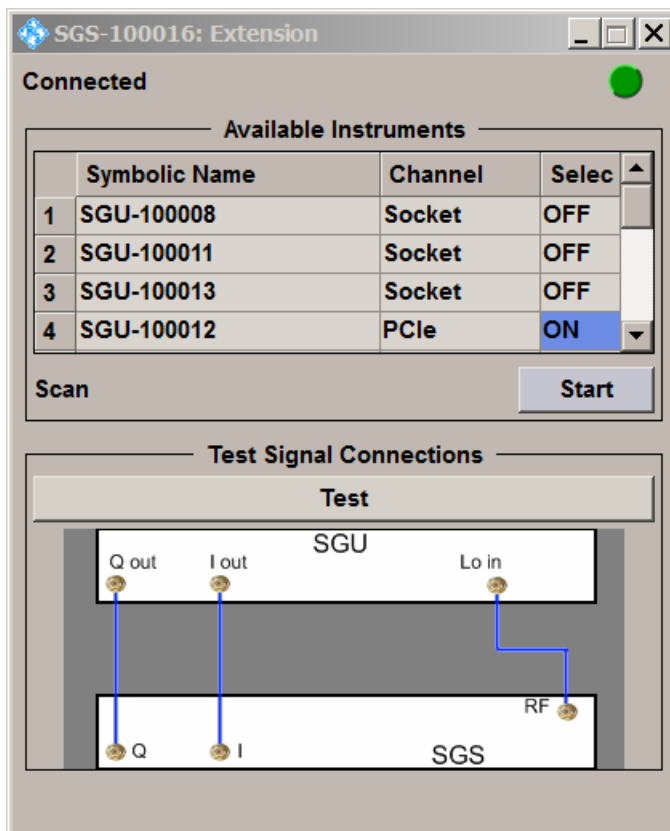 SGS-100016: Extension
Connected
Available Instruments
Symbolic Name Channel Selec
1 SGU-100008 Socket OFF
2 SGU-100011 Socket OFF
3 SGU-100013 Socket OFF
4 SGU-100012 PCIe ON
Scan Start
Test Signal Connections
Test
SGU
Q out I out Lo in
RF
Q I SGS